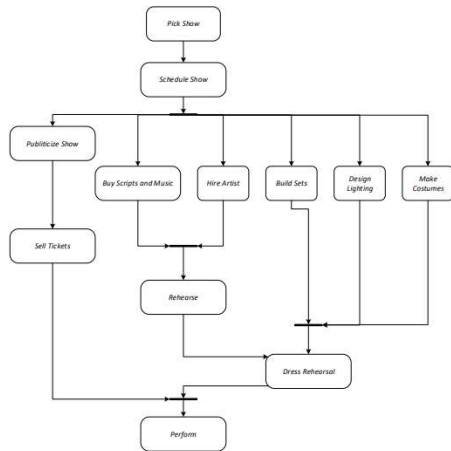 Pick Show
Schedule Show
Publiticize Show
Buy Scripts and Music
Hire Artist
Build Sets
Design
Lighting
Make
Costumes
Sell Tickets
Rehearse
Dress Rehearsal
Perform